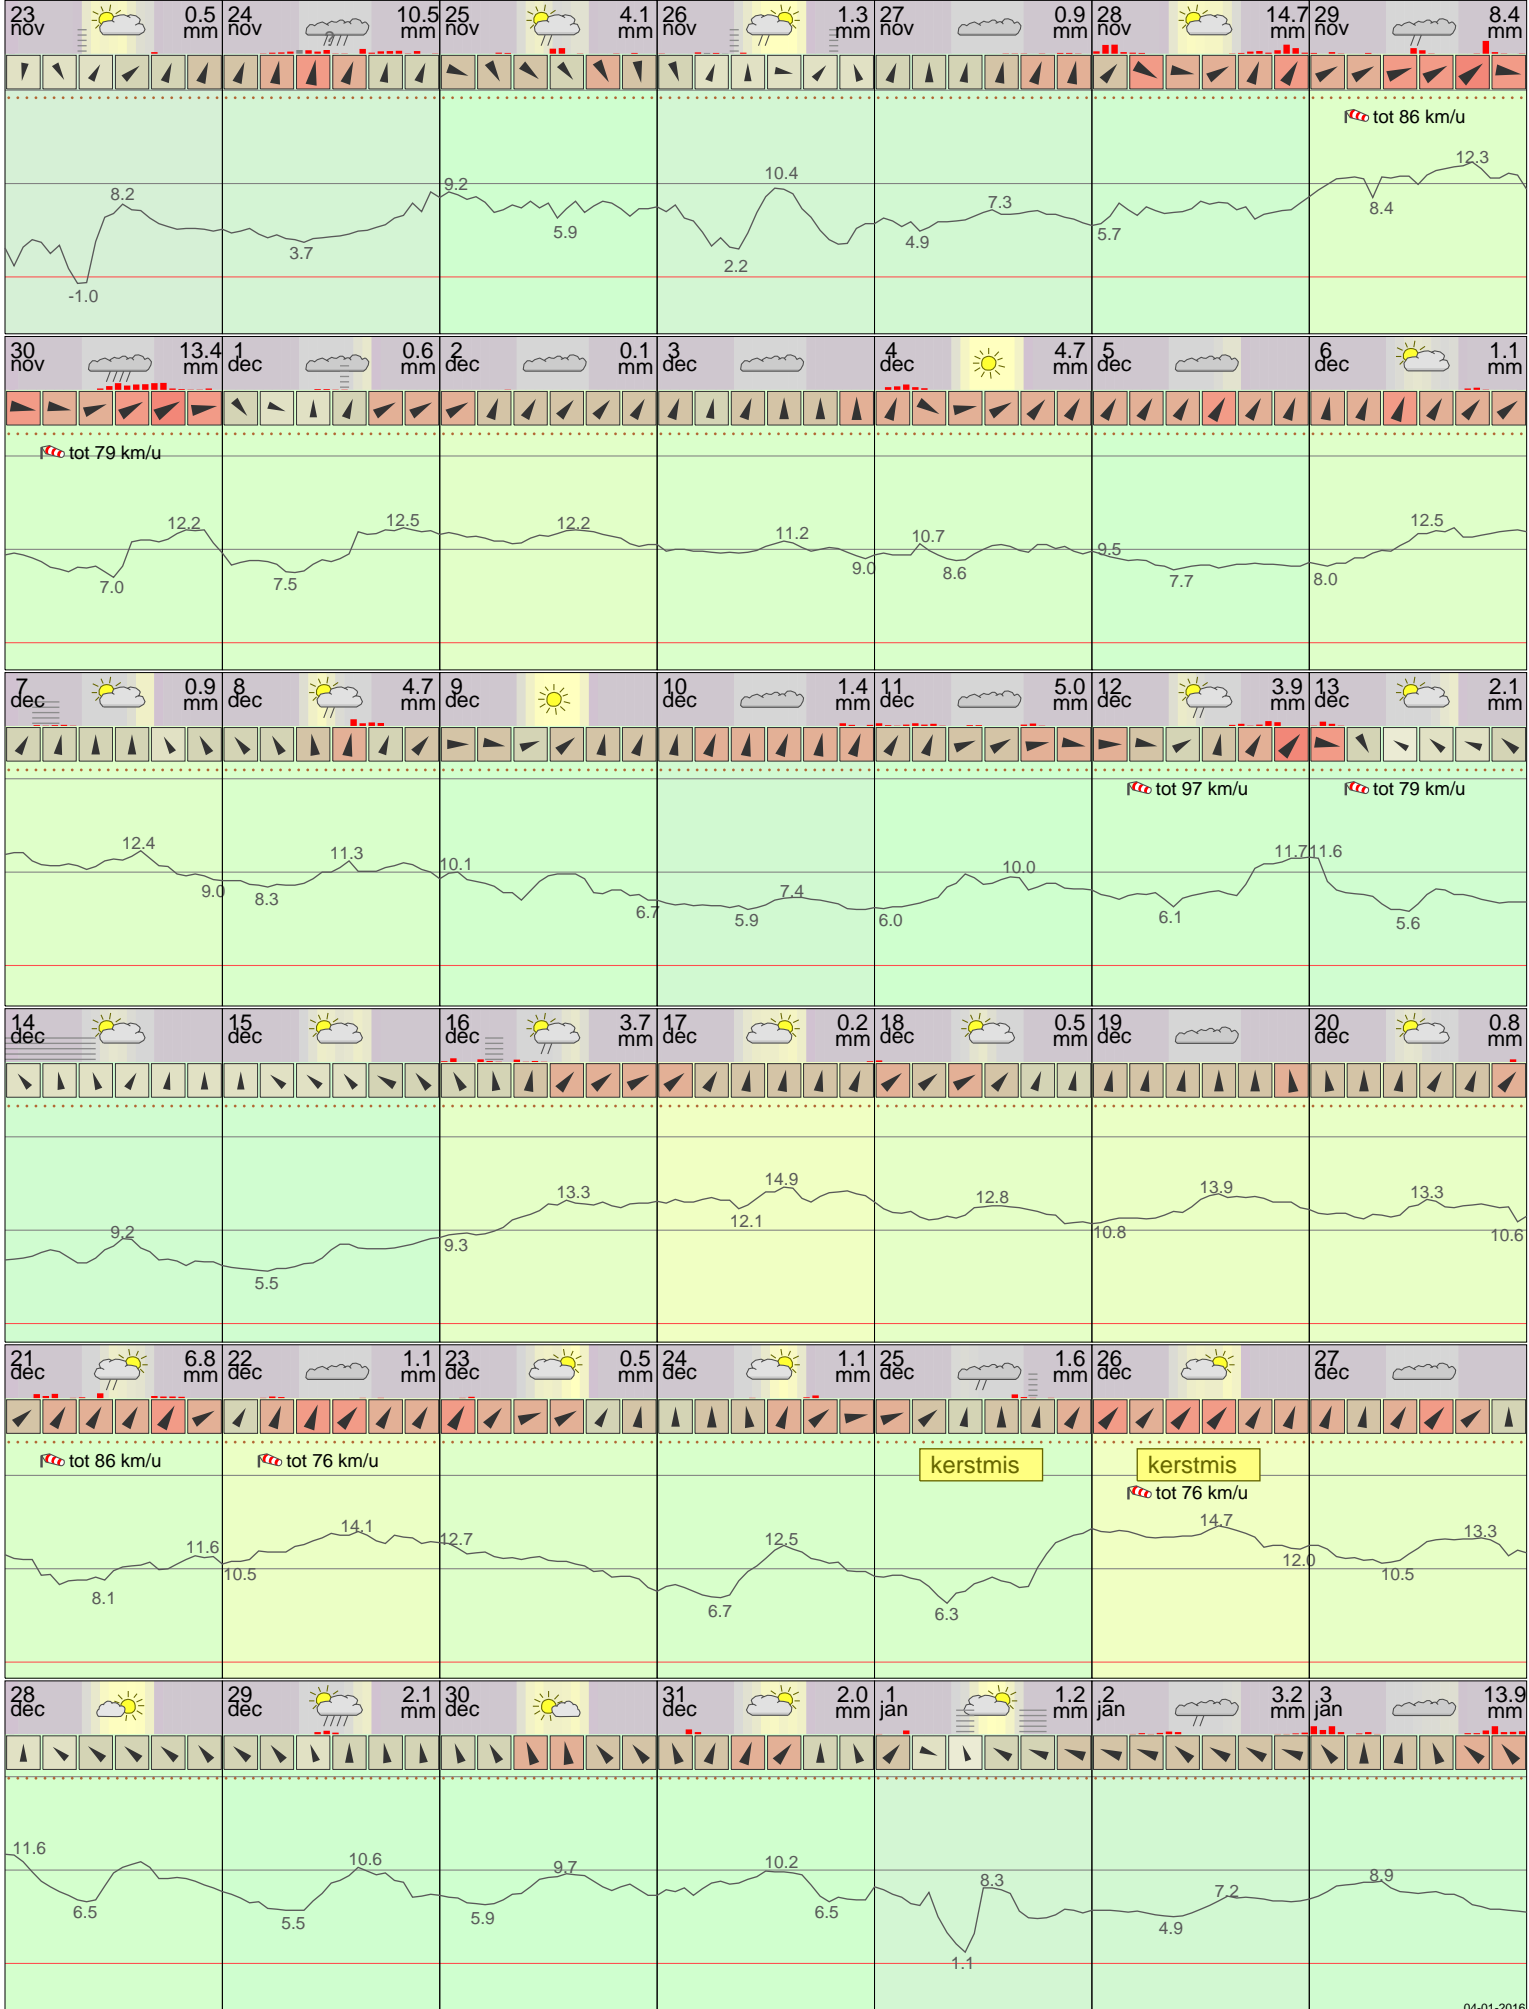 23 nov 0.5 mm 24 nov 10.5 mm 25 nov 4.1 mm 26 nov 1.3 mm 27 nov 0.9 mm 28 nov 14.7 mm 29 nov 8.4 mm
tot 86 km/u
8.2 9.2 10.4 7.3 12.3
-1.0 3.7 5.9 2.2 4.9 5.7 8.4
30 nov 13.4 mm 1 dec 0.6 mm 2 dec 0.1 mm 3 dec 4 dec 4.7 mm 5 dec 6 dec 1.1 mm
tot 79 km/u
12.2 12.5 12.2 11.2 10.7 9.5 12.5
7.0 7.5 9.0 8.6 7.7 8.0
7 dec 0.9 mm 8 dec 4.7 mm 9 dec 10 dec 1.4 mm 11 dec 5.0 mm 12 dec 3.9 mm 13 dec 2.1 mm
tot 97 km/u tot 79 km/u
12.4 11.3 10.1 7.4 10.0 11.7 11.6
9.0 8.3 6.7 5.9 6.0 6.1 5.6
14 dec 15 dec 16 dec 3.7 mm 17 dec 0.2 mm 18 dec 0.5 mm 19 dec 20 dec 0.8 mm
9.2 13.3 14.9 12.8 13.9 13.3
5.5 9.3 12.1 10.8 10.6
21 dec 6.8 mm 22 dec 1.1 mm 23 dec 0.5 mm 24 dec 1.1 mm 25 dec 1.6 mm 26 dec 27 dec
tot 86 km/u tot 76 km/u kerstmis kerstmis
tot 76 km/u
11.6 14.1 12.7 12.5 14.7 13.3
8.1 10.5 6.7 6.3 12.0 10.5
28 dec 29 dec 2.1 mm 30 dec 31 dec 2.0 mm 1 jan 1.2 mm 2 jan 3.2 mm 3 jan 13.9 mm
11.6 10.6 9.7 10.2 8.3 7.2 8.9
6.5 5.5 5.9 6.5 1.1 4.9
04-01-2016